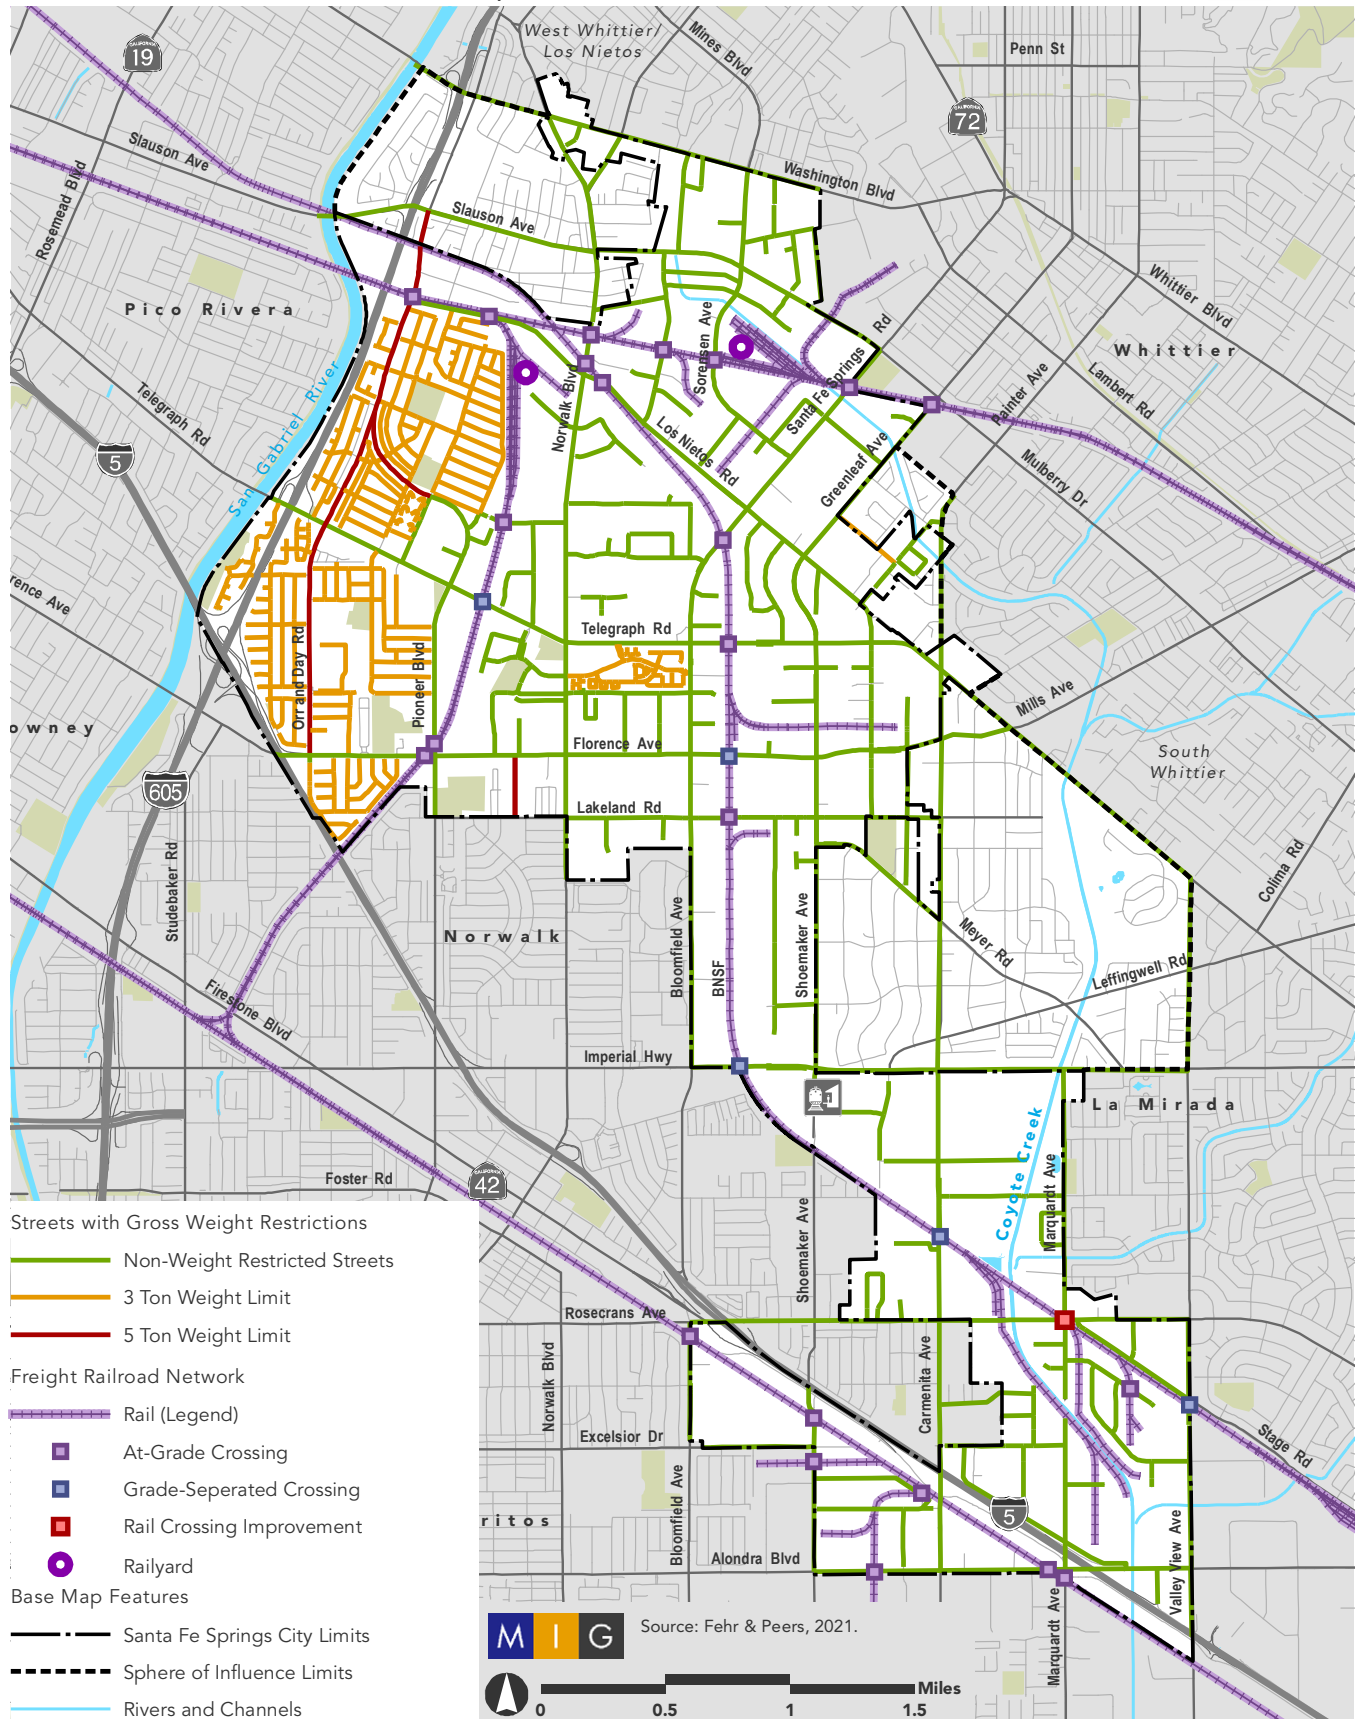 West Whittier/
Los Nietos
Mines Blvd
Penn St
CALIFORNIA
19
CALIFORNIA
72
Slauson Ave
Rosemead Blvd
Washington Blvd
Slauson Ave
Whittier Blvd
Pico Rivera
Sorensen Ave
Santa Fe Springs Rd
Whittier
Lambert Rd
Painter Ave
Telegraph Rd
San Gabriel River
Norwalk Blvd
Los Nietos Rd
Greenleaf Ave
Mulberry Dr
5
rence Ave
Telegraph Rd
Orr and Day Rd
Pioneer Blvd
Mills Ave
owney
Florence Ave
South
Whittier
605
Lakeland Rd
Studebaker Rd
Colima Rd
Norwalk
Bloomfield Ave
BNSF
Shoemaker Ave
Meyer Rd
Leffingwell Rd
Firestone Blvd
Imperial Hwy
La Mirada
Coyote Creek
Marquardt Ave
Foster Rd
CALIFORNIA
42
Shoemaker Ave
Rosecrans Ave
Norwalk Blvd
Carmenita Ave
Excelsior Dr
Stage Rd
Bloomfield Ave
5
ritos
Alondra Blvd
Valley View Ave
Marquardt Ave
Streets with Gross Weight Restrictions
Non-Weight Restricted Streets
3 Ton Weight Limit
5 Ton Weight Limit
Freight Railroad Network
Rail (Legend)
At-Grade Crossing
Grade-Seperated Crossing
Rail Crossing Improvement
Railyard
Base Map Features
Santa Fe Springs City Limits
Sphere of Influence Limits
Rivers and Channels
M I G
Source: Fehr & Peers, 2021.
Miles
0 0.5 1 1.5